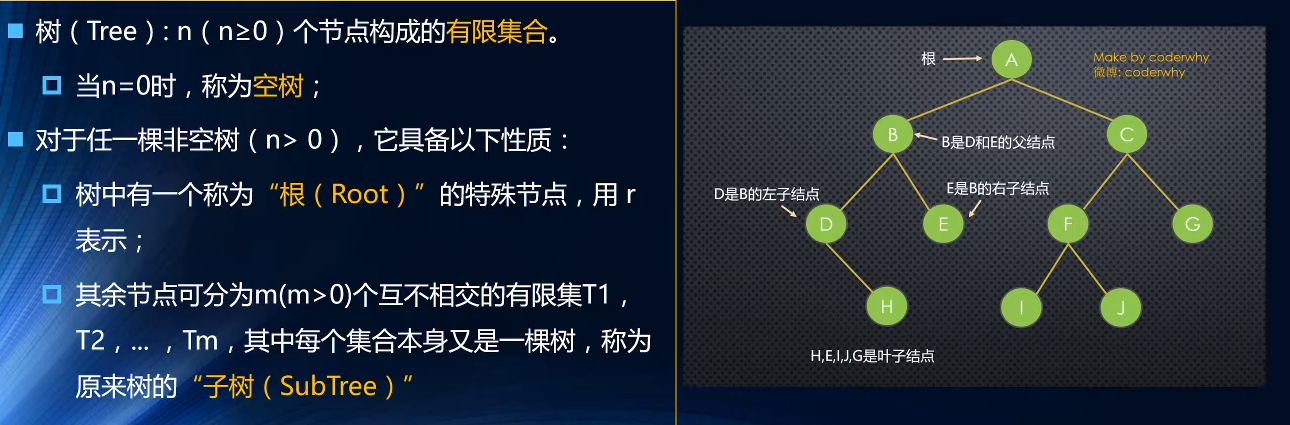 树（Tree）: n（n≥0）个节点构成的有限集合。
当n=0时，称为空树；
对于任一棵非空树（n> 0），它具备以下性质：
树中有一个称为“根（Root）”的特殊节点，用 r
表示；
其余节点可分为m(m>0)个互不相交的有限集T1，
T2，... ，Tm，其中每个集合本身又是一棵树，称为
原来树的“子树（SubTree）”
根
A
Make by coderwhy
微博: coderwhy
B
C
B是D和E的父结点
D是B的左子结点
E是B的右子结点
D
E
F
G
H
I
J
H,E,I,J,G是叶子结点